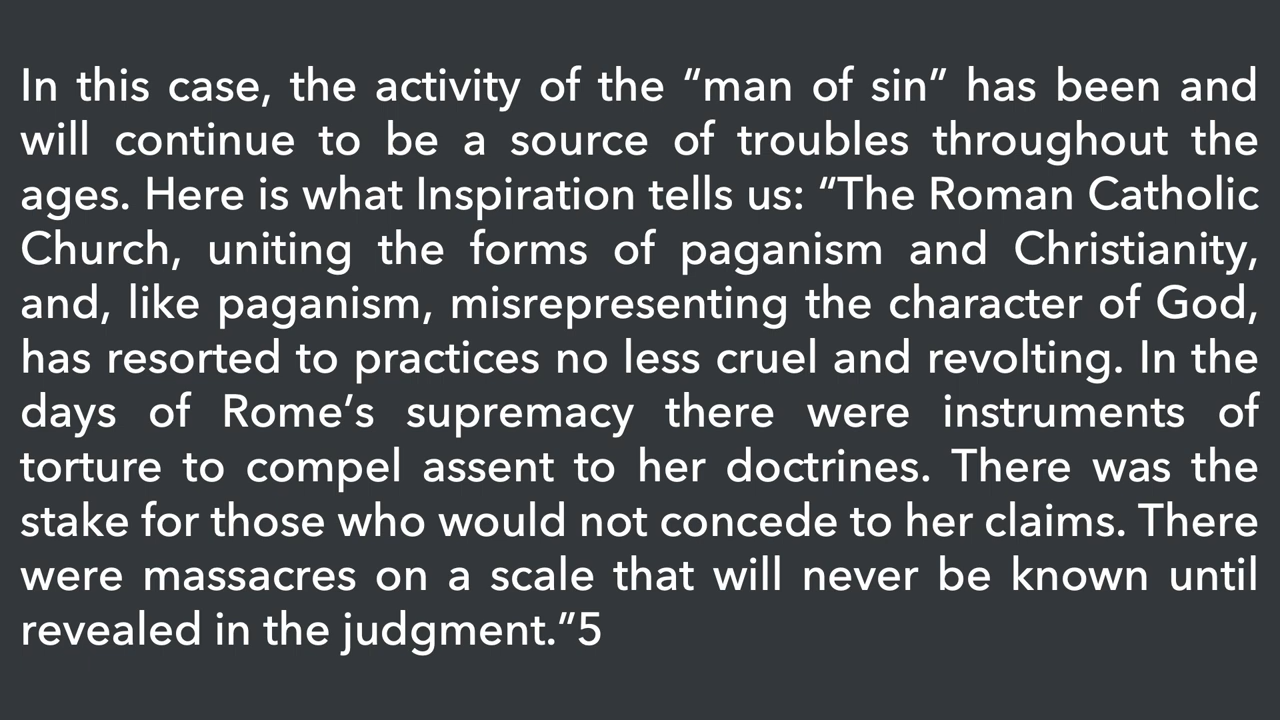 In this case, the activity of the “man of sin” has been and
will continue to be a source of troubles throughout the
ages. Here is what Inspiration tells us: “The Roman Catholic
Church, uniting the forms of paganism and Christianity,
and, like paganism, misrepresenting the character of God,
has resorted to practices no less cruel and revolting. In the
days of Rome’s supremacy there were instruments of
torture to compel assent to her doctrines. There was the
stake for those who would not concede to her claims. There
were massacres on a scale that will never be known until
revealed in the judgment.”5